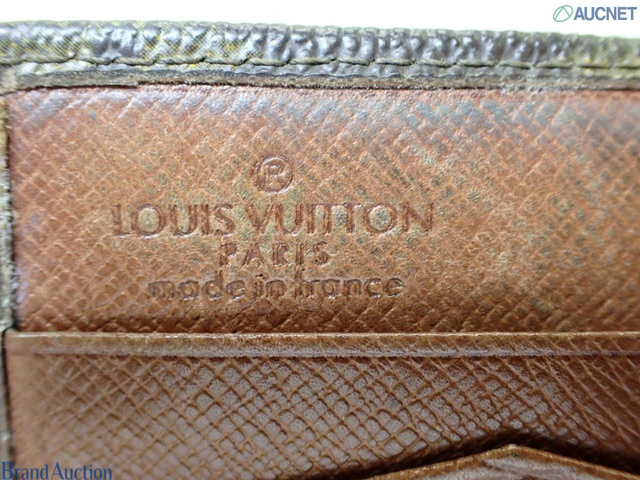 AUCNET
®
LOUIS VUITTON
PARIS
made in france
Brand Auction